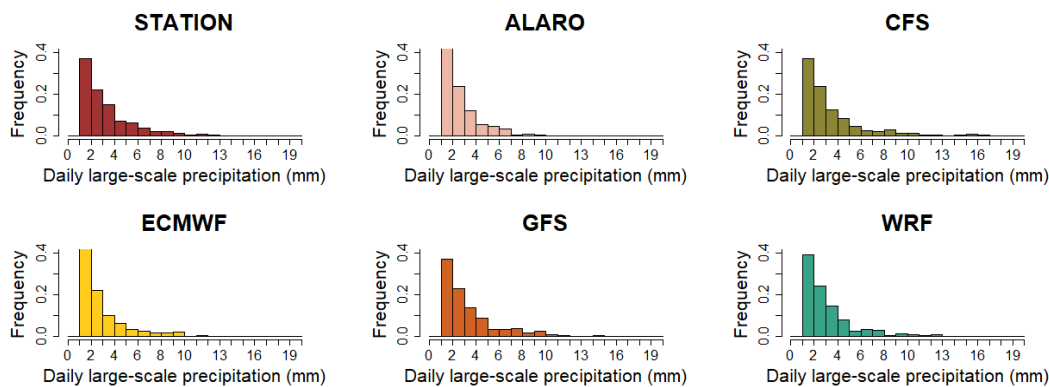 STATION
ALARO
CFS
Frequency
0.0 0.2 0.4
0 2 4 6 8 10 13 16 19
Daily large-scale precipitation (mm)
Frequency
0.0 0.2 0.4
0 2 4 6 8 10 13 16 19
Daily large-scale precipitation (mm)
Frequency
0.0 0.2 0.4
0 2 4 6 8 10 13 16 19
Daily large-scale precipitation (mm)
ECMWF
GFS
WRF
Frequency
0.0 0.2 0.4
0 2 4 6 8 10 13 16 19
Daily large-scale precipitation (mm)
Frequency
0.0 0.2 0.4
0 2 4 6 8 10 13 16 19
Daily large-scale precipitation (mm)
Frequency
0.0 0.2 0.4
0 2 4 6 8 10 13 16 19
Daily large-scale precipitation (mm)